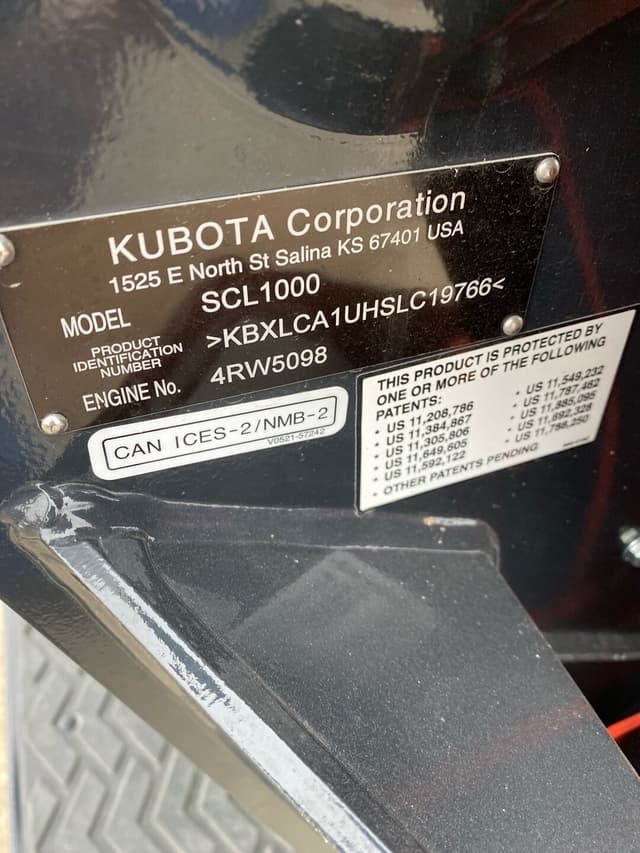 KUBOTA Corporation
1525 E North St Salina KS 67401 USA
MODEL SCL1000
PRODUCT IDENTIFICATION NUMBER >KBXLCA1UHSLC19766<
ENGINE No. 4RW5098
CAN ICES-2/NMB-2
V0521-57242
THIS PRODUCT IS PROTECTED BY
ONE OR MORE OF THE FOLLOWING
PATENTS:
• US 11,208,786 • US 11,549,232
• US 11,384,867 • US 11,787,462
• US 11,305,806 • US 11,885,095
• US 11,649,605 • US 11,892,328
• US 11,592,122 • US 11,788,250
• OTHER PATENTS PENDING